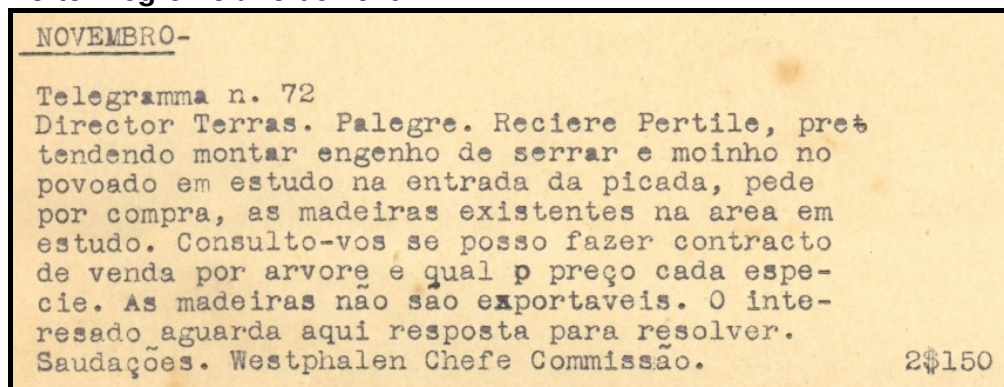 NOVEMBRO-
Telegramma n. 72
Director Terras. Palegre. Reciere Pertile, pret
tendendo montar engenho de serrar e moinho no
povoado em estudo na entrada da picada, pede
por compra, as madeiras existentes na area em
estudo. Consulto-vos se posso fazer contracto
de venda por arvore e qual p preço cada espe-
cie. As madeiras não são exportaveis. O inte-
resado aguarda aqui resposta para resolver.
Saudações. Westphalen Chefe Commissão. 2$150